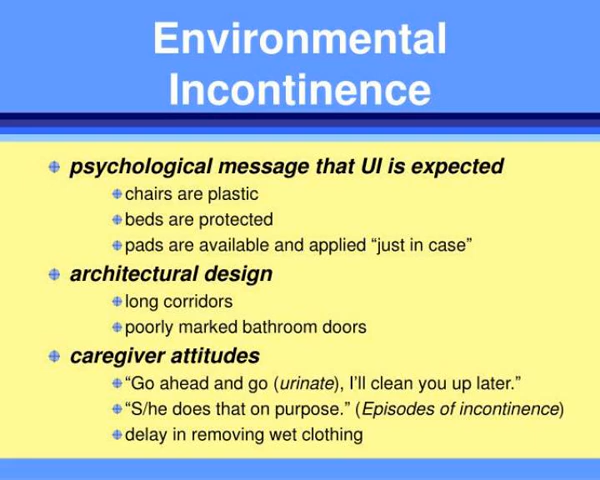 Environmental
Incontinence
psychological message that UI is expected
chairs are plastic
beds are protected
pads are available and applied “just in case”
architectural design
long corridors
poorly marked bathroom doors
caregiver attitudes
“Go ahead and go (urinate), I’ll clean you up later.”
“S/he does that on purpose.” (Episodes of incontinence)
delay in removing wet clothing